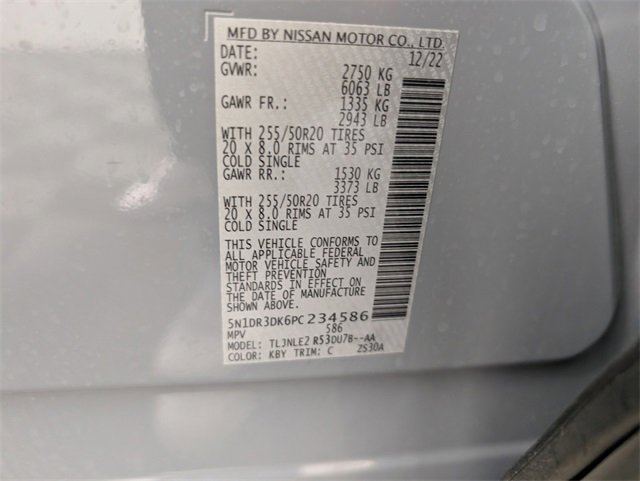 MFD BY NISSAN MOTOR CO., LTD.
DATE: 12/22
GVWR: 2750 KG
6063 LB
GAWR FR.: 1335 KG
2943 LB
WITH 255/50R20 TIRES
20 X 8.0 RIMS AT 35 PSI
COLD SINGLE
GAWR RR.: 1530 KG
3373 LB
WITH 255/50R20 TIRES
20 X 8.0 RIMS AT 35 PSI
COLD SINGLE
THIS VEHICLE CONFORMS TO
ALL APPLICABLE FEDERAL
MOTOR VEHICLE SAFETY AND
THEFT PREVENTION
STANDARDS IN EFFECT ON
THE DATE OF MANUFACTURE
SHOWN ABOVE.
5N1DR3DK6PC234586
MPV 586
MODEL: TLJNLE2 R53DU7B--AA
COLOR: KBY TRIM: C 2S30A